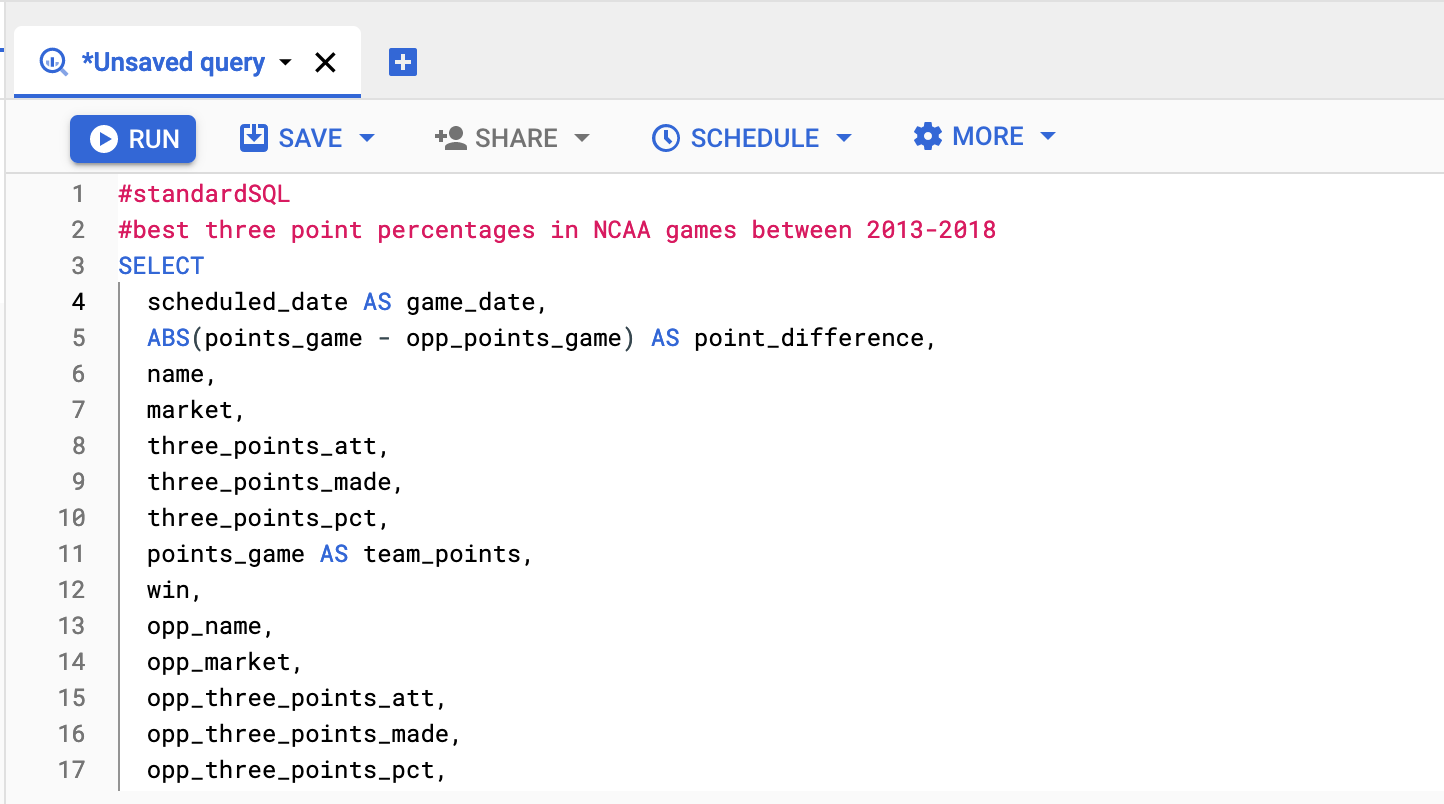 *Unsaved query
RUN SAVE SHARE SCHEDULE MORE
1 #standardSQL
2 #best three point percentages in NCAA games between 2013-2018
3 SELECT
4 scheduled_date AS game_date,
5 ABS(points_game - opp_points_game) AS point_difference,
6 name,
7 market,
8 three_points_att,
9 three_points_made,
10 three_points_pct,
11 points_game AS team_points,
12 win,
13 opp_name,
14 opp_market,
15 opp_three_points_att,
16 opp_three_points_made,
17 opp_three_points_pct,